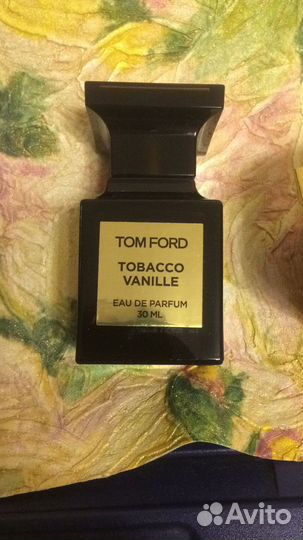 TOM FORD
TOBACCO
VANILLE
EAU DE PARFUM
30 ML
Avito